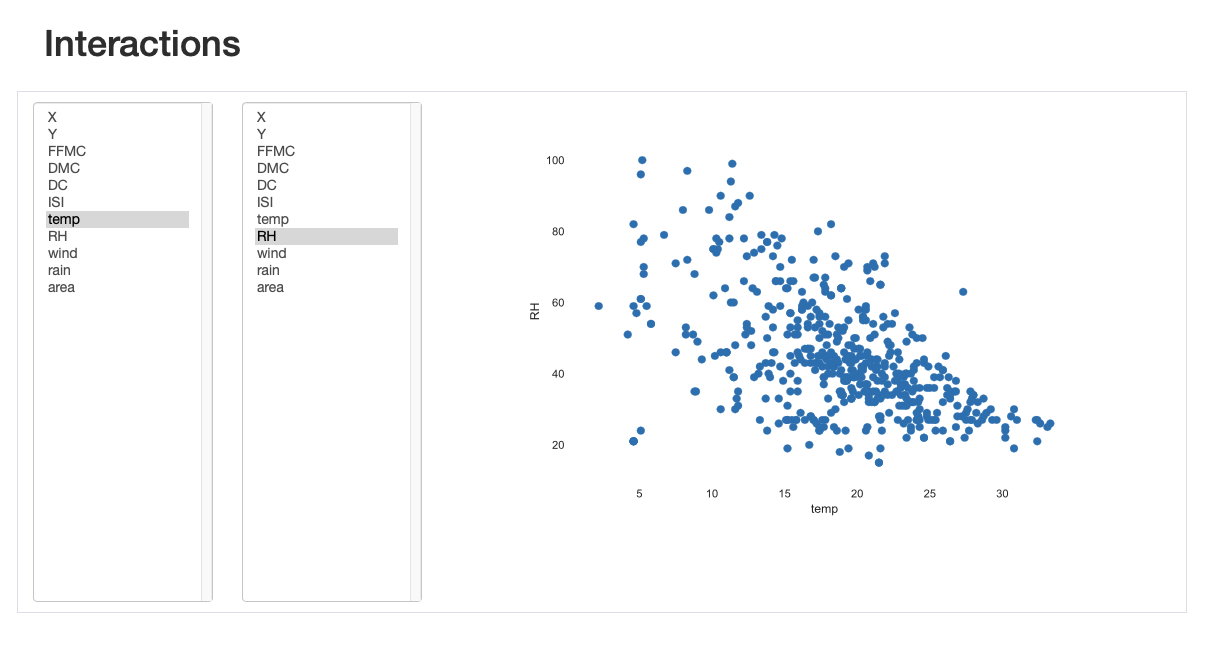 Interactions
X
Y
FFMC
DMC
DC
ISI
temp
RH
wind
rain
area
X
Y
FFMC
DMC
DC
ISI
temp
RH
wind
rain
area
100
80
60
40
20
RH
5 10 15 20 25 30
temp